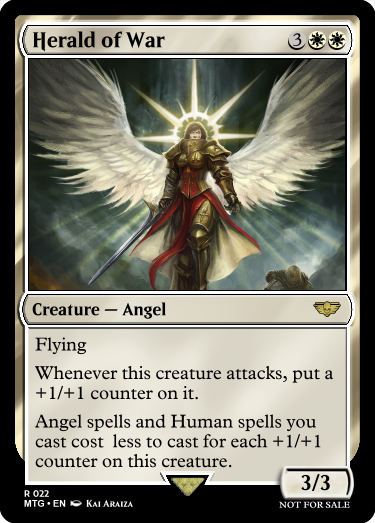 Herald of War 3
Creature — Angel
Flying
Whenever this creature attacks, put a
+1/+1 counter on it.
Angel spells and Human spells you
cast cost  less to cast for each +1/+1
counter on this creature.
3/3
R 022
MTG • EN Kai Araiza
NOT FOR SALE